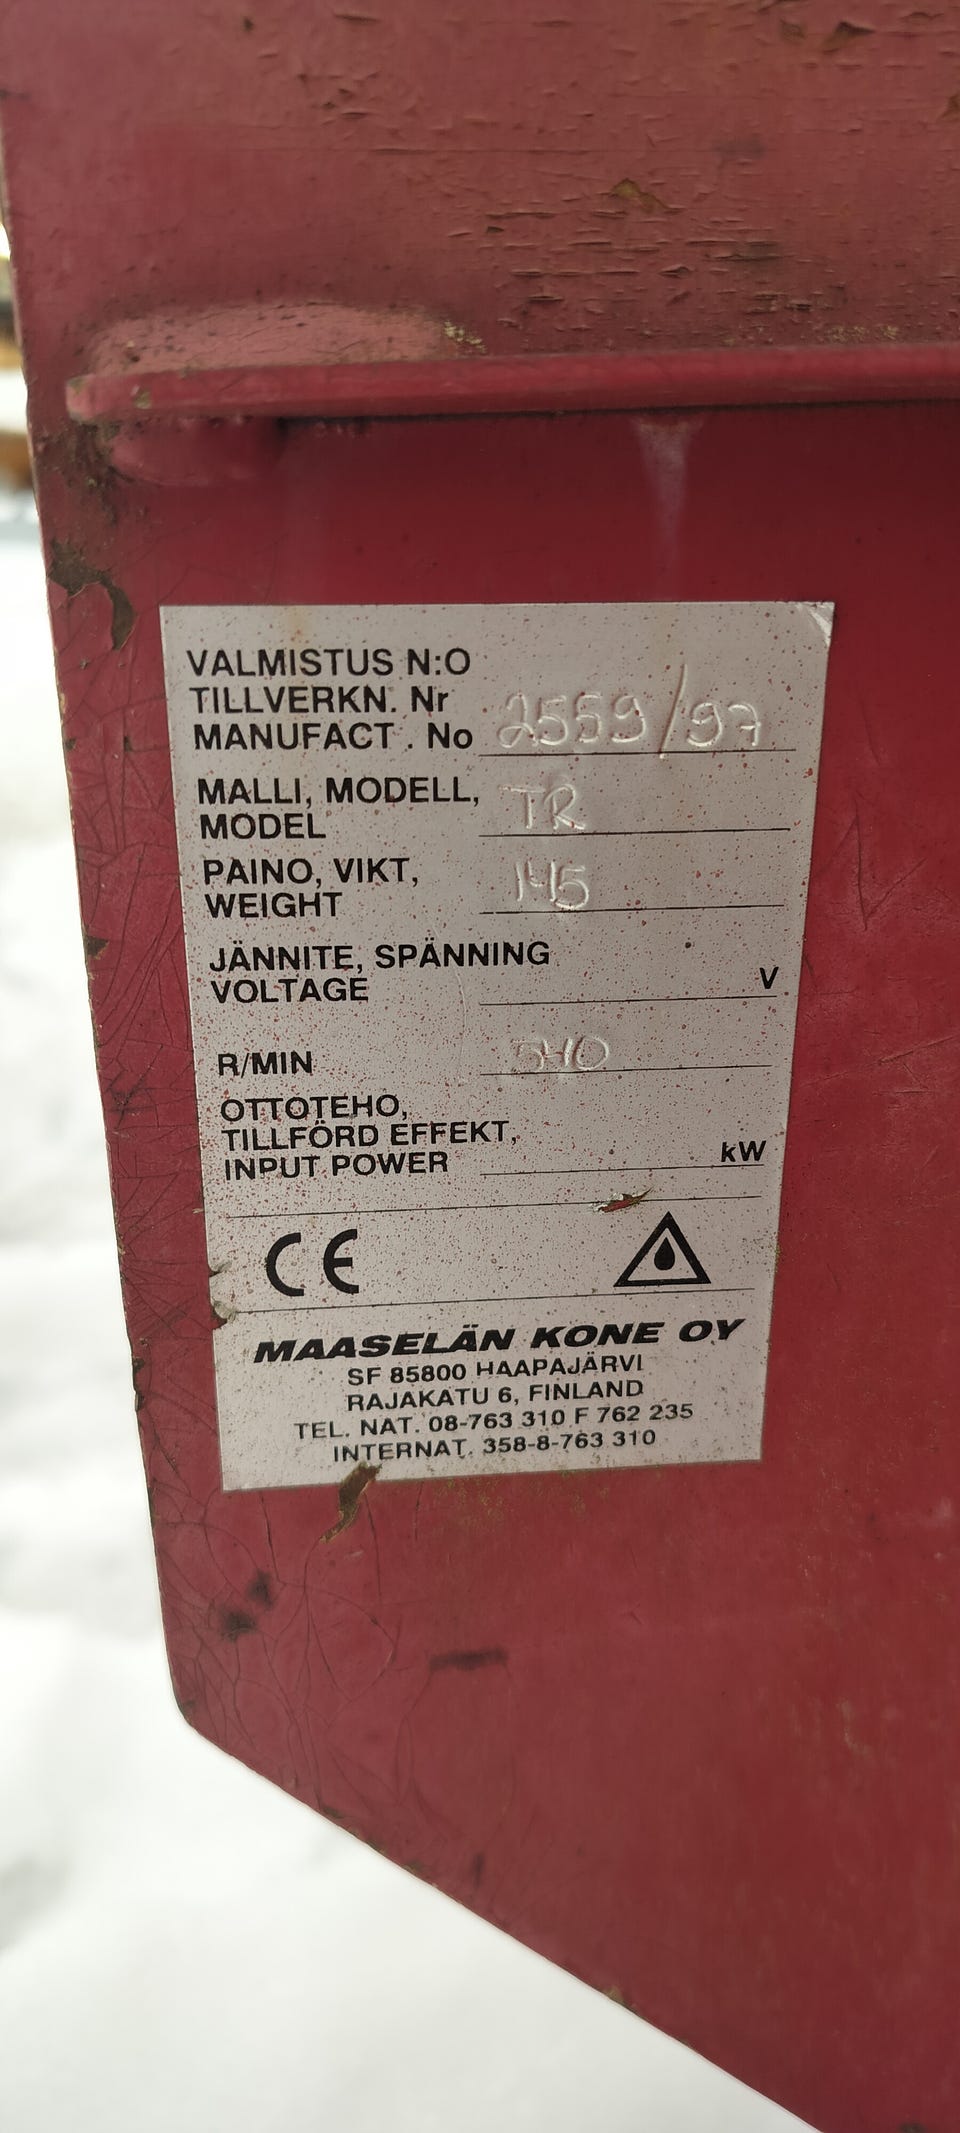 VALMISTUS N:O
TILLVERKN. Nr
MANUFACT. No 2559/97
MALLI, MODELL,
MODEL TR
PAINO, VIKT,
WEIGHT 145
JÄNNITE, SPÄNNING
VOLTAGE V
R/MIN 540
OTTOTEHO,
TILLFÖRD EFFEKT,
INPUT POWER kW
CE
MAASELÄN KONE OY
SF 85800 HAAPAJÄRVI
RAJAKATU 6, FINLAND
TEL. NAT. 08-763 310 F 762 235
INTERNAT. 358-8-763 310